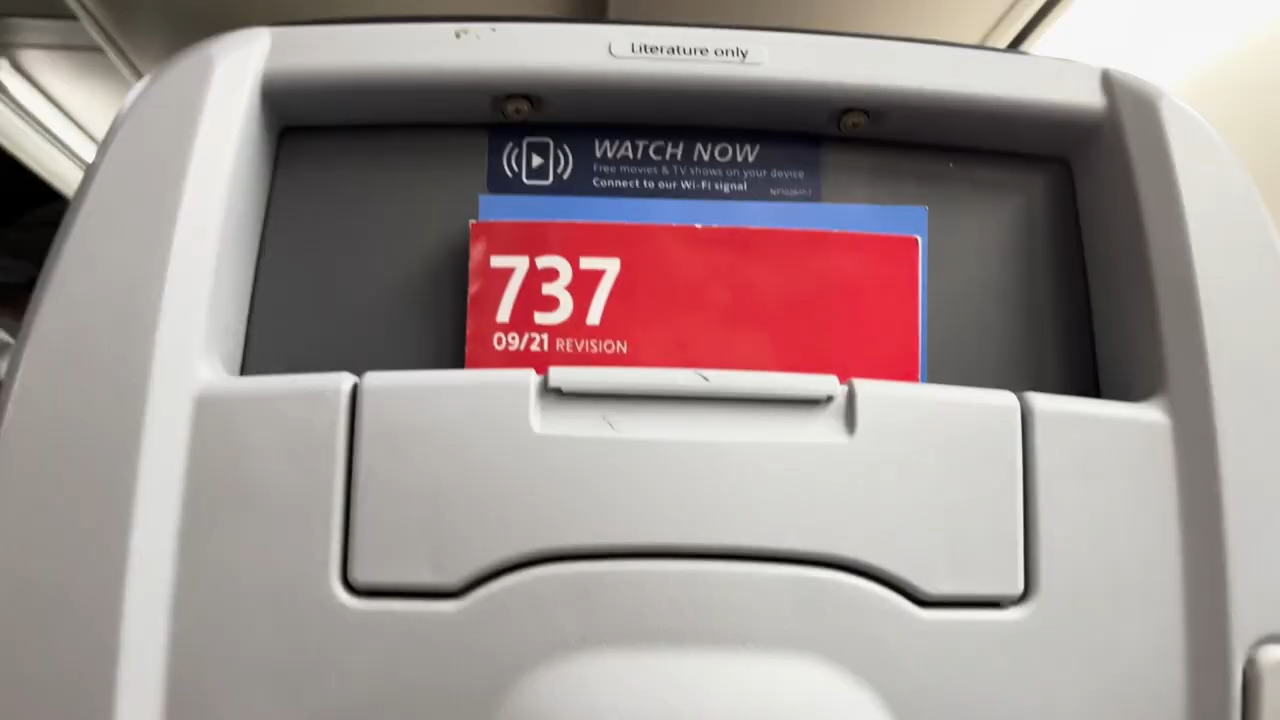 Literature only
WATCH NOW
Free movies & TV shows on your device
Connect to our Wi-Fi signal
737
09/21 REVISION